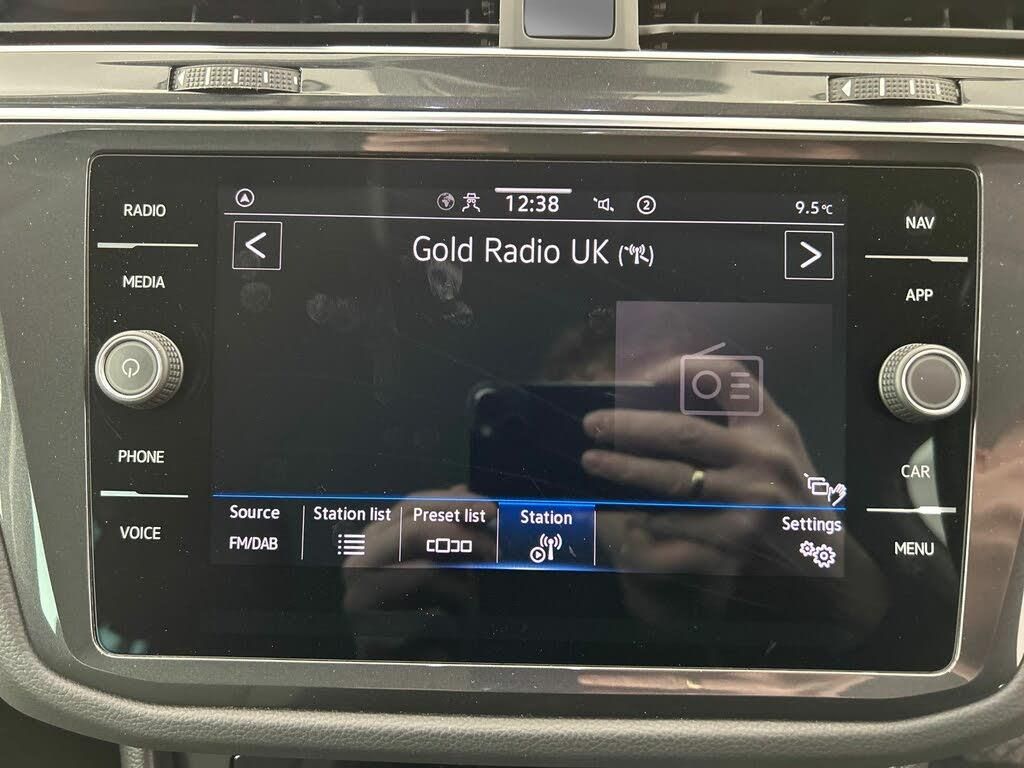 12:38
2
9.5°C
RADIO
MEDIA
PHONE
VOICE
Gold Radio UK
Source
FM/DAB
Station list
Preset list
Station
Settings
NAV
APP
CAR
MENU